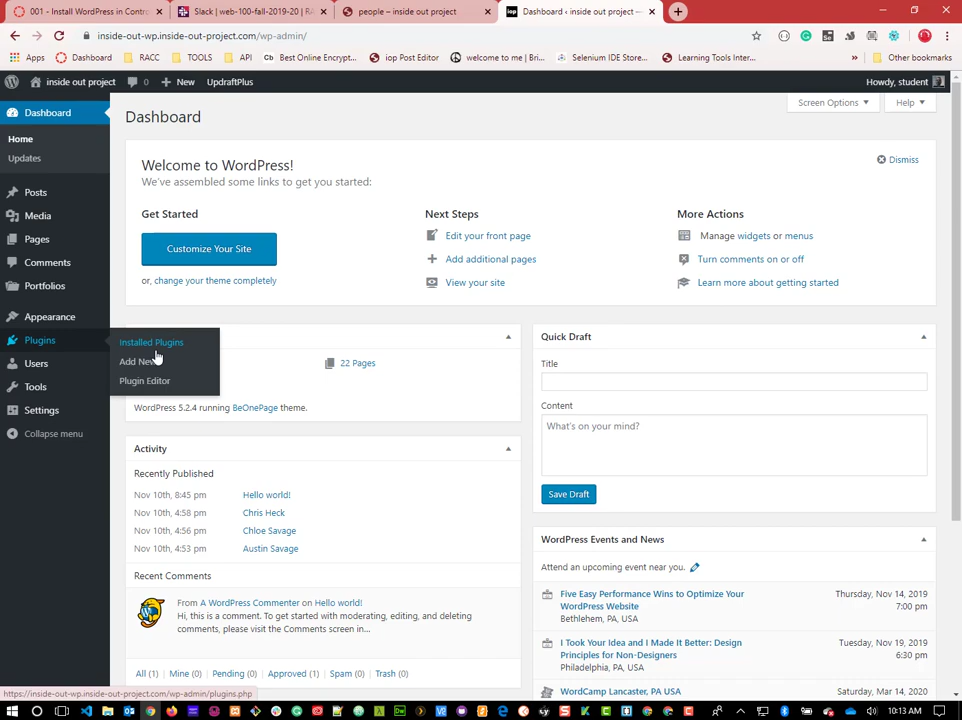 001 - Install WordPress in Contro
Slack | web-100-fall-2019-20 | RA
people – inside out project
Dashboard ‹ inside out project —
inside-out-wp.inside-out-project.com/wp-admin/
Apps
Dashboard
RACC
TOOLS
API
Best Online Encrypt...
iop Post Editor
welcome to me | Bri...
Selenium IDE Store...
Learning Tools Inter...
»
Other bookmarks
inside out project
0
New
UpdraftPlus
Howdy, student
Dashboard
Home
Updates
Posts
Media
Pages
Comments
Portfolios
Appearance
Plugins
Users
Tools
Settings
Collapse menu
Installed Plugins
Add New
Plugin Editor
Screen Options
Help
Dashboard
Welcome to WordPress!
We've assembled some links to get you started:
Dismiss
Get Started
Customize Your Site
or, change your theme completely
Next Steps
Edit your front page
Add additional pages
View your site
More Actions
Manage widgets or menus
Turn comments on or off
Learn more about getting started
22 Pages
WordPress 5.2.4 running BeOnePage theme.
Activity
Recently Published
Nov 10th, 8:45 pm Hello world!
Nov 10th, 4:58 pm Chris Heck
Nov 10th, 4:56 pm Chloe Savage
Nov 10th, 4:53 pm Austin Savage
Recent Comments
From A WordPress Commenter on Hello world!
Hi, this is a comment. To get started with moderating, editing, and deleting
comments, please visit the Comments screen in...
All (1) | Mine (0) | Pending (0) | Approved (1) | Spam (0) | Trash (0)
Quick Draft
Title
Content
What's on your mind?
Save Draft
WordPress Events and News
Attend an upcoming event near you.
Five Easy Performance Wins to Optimize Your
WordPress Website
Bethlehem, PA, USA
Thursday, Nov 14, 2019
7:00 pm
I Took Your Idea and I Made It Better: Design
Principles for Non-Designers
Philadelphia, PA, USA
Tuesday, Nov 19, 2019
6:30 pm
WordCamp Lancaster, PA USA
Saturday, Mar 14, 2020
https://inside-out-wp.inside-out-project.com/wp-admin/plugins.php
10:13 AM